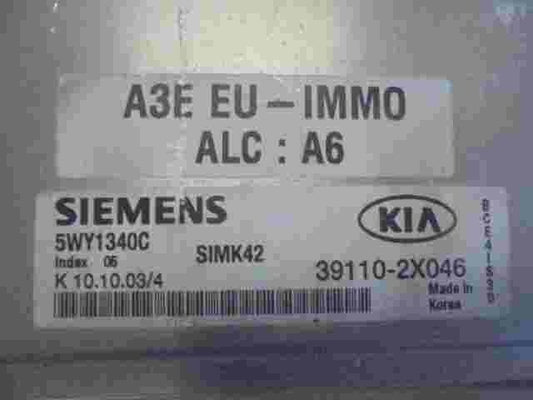 A3E EU - IMMO
ALC : A6
SIEMENS
KIA
5WY1340C
SIMK42
Index 06
39110-2X046
K 10.10.03/4
Made in
Korea